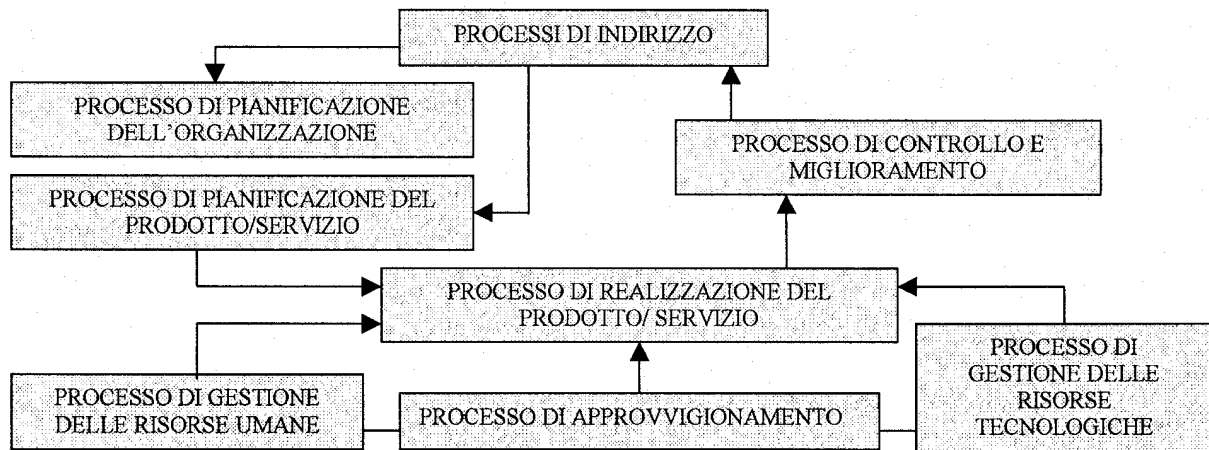 PROCESSI DI INDIRIZZO
PROCESSO DI PIANIFICAZIONE
DELL'ORGANIZZAZIONE
PROCESSO DI CONTROLLO E
MIGLIORAMENTO
PROCESSO DI PIANIFICAZIONE DEL
PRODOTTO/SERVIZIO
PROCESSO DI REALIZZAZIONE DEL
PRODOTTO/ SERVIZIO
PROCESSO DI GESTIONE
DELLE RISORSE UMANE
PROCESSO DI APPROVVIGIONAMENTO
PROCESSO DI
GESTIONE DELLE
RISORSE
TECNOLOGICHE